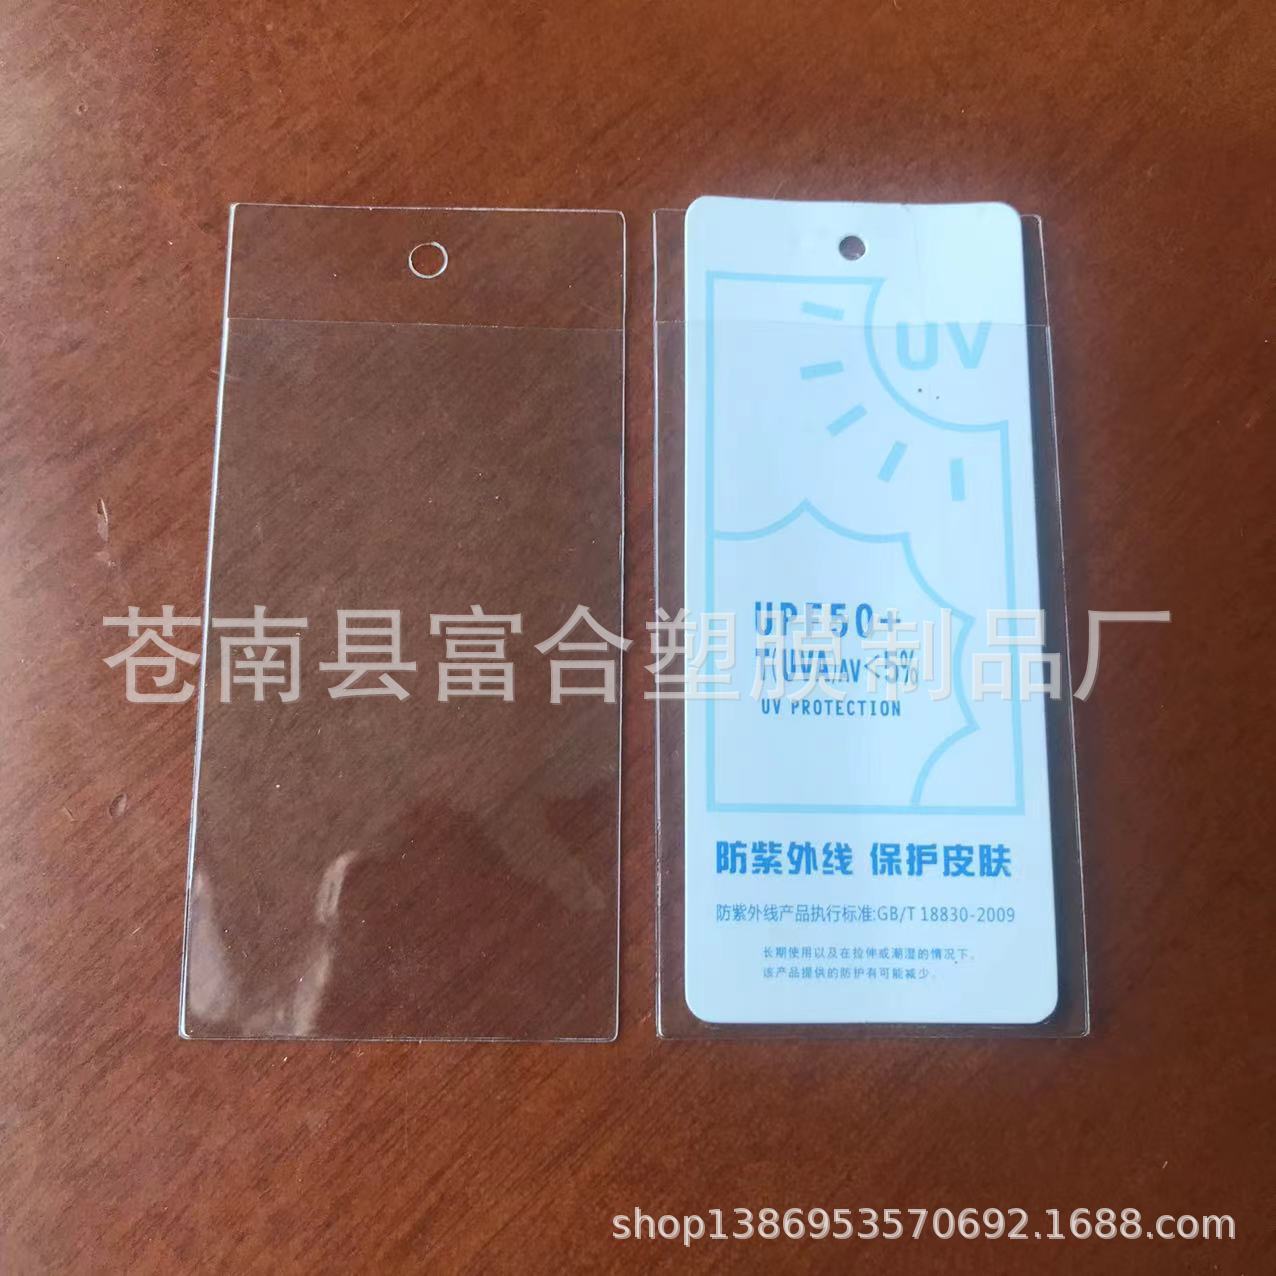 UV
UPF50+
T(UVA)AV<5%
UV PROTECTION
苍南县富合塑膜制品厂
防紫外线 保护皮肤
防紫外线产品执行标准:GB/T 18830-2009
长期使用以及在拉伸或潮湿的情况下。
该产品提供的防护有可能减少。
shop1386953570692.1688.com